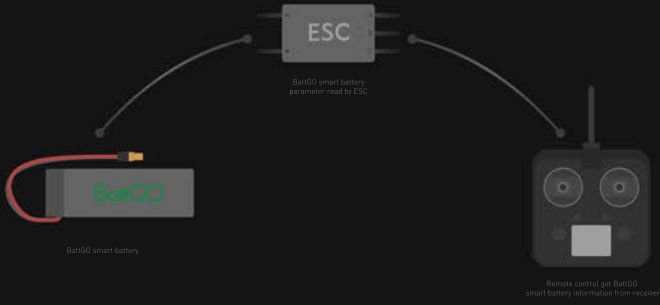 ESC
BattGO smart battery
parameter read by ESC
BattGO
BattGO smart battery
Remote control get BattGO
smart battery information from receiver